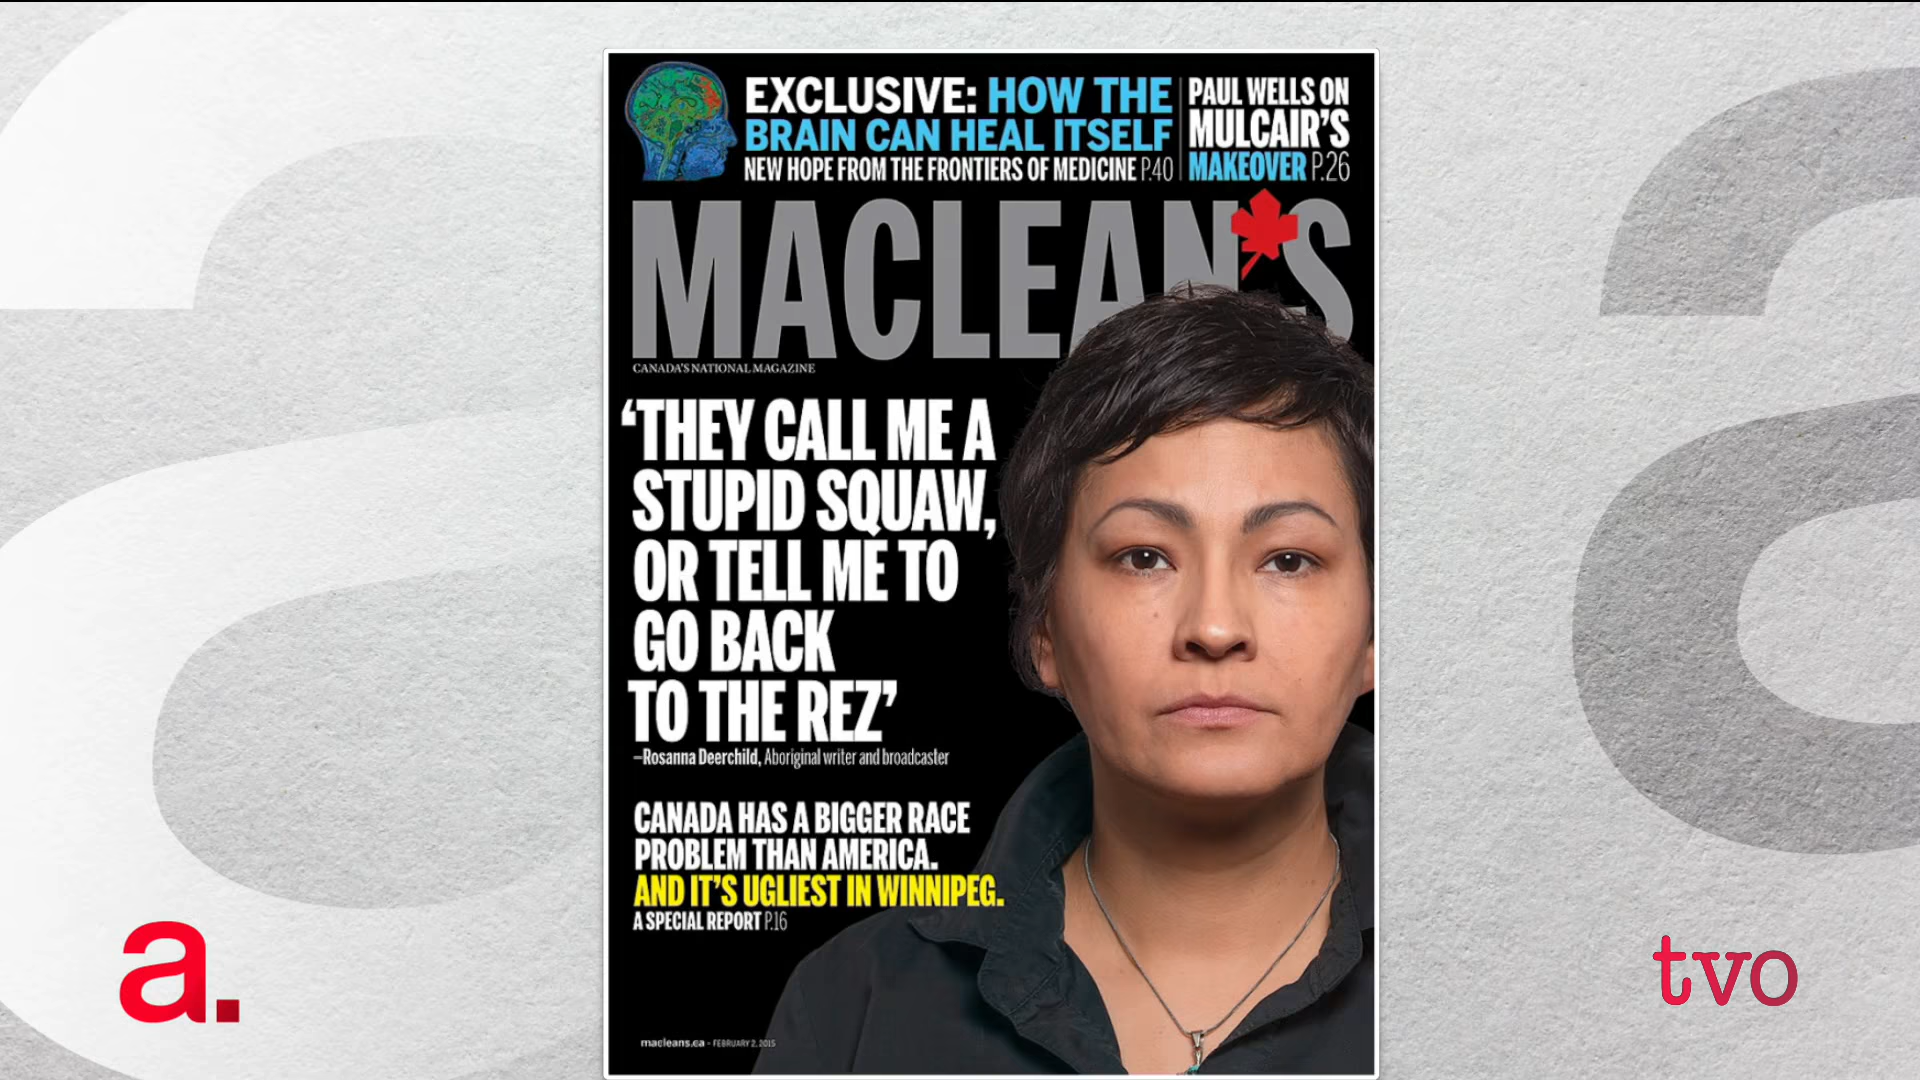 EXCLUSIVE: HOW THE
BRAIN CAN HEAL ITSELF
NEW HOPE FROM THE FRONTIERS OF MEDICINE P.40
PAUL WELLS ON
MULCAIR'S
MAKEOVER P.26
MACLEAN'S
CANADA'S NATIONAL MAGAZINE
‘THEY CALL ME A
STUPID SQUAW,
OR TELL ME TO
GO BACK
TO THE REZ’
–Rosanna Deerchild, Aboriginal writer and broadcaster
CANADA HAS A BIGGER RACE
PROBLEM THAN AMERICA.
AND IT'S UGLIEST IN WINNIPEG.
A SPECIAL REPORT P.16
macleans.ca - FEBRUARY 2, 2015
a.
tvo